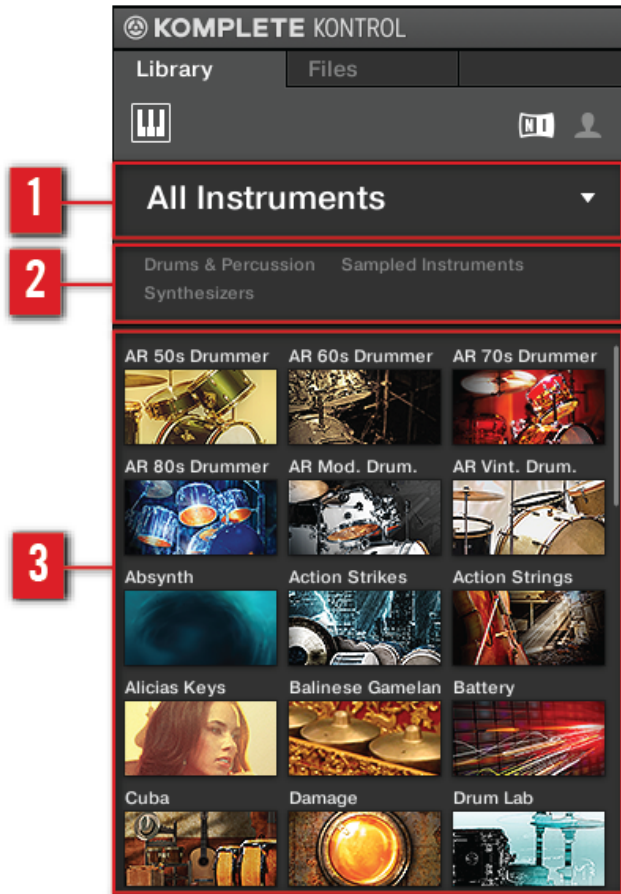 KOMPLETE KONTROL
Library Files
NI
1
All Instruments
2
Drums & Percussion Sampled Instruments
Synthesizers
3
AR 50s Drummer AR 60s Drummer AR 70s Drummer
AR 80s Drummer AR Mod. Drum. AR Vint. Drum.
Absynth Action Strikes Action Strings
Alicias Keys Balinese Gamelan Battery
Cuba Damage Drum Lab